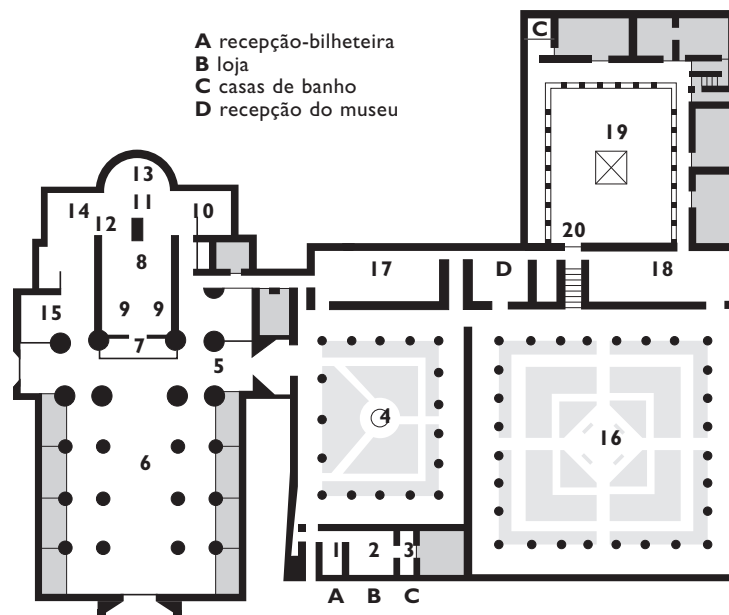 A recepção-bilheteira
B loja
C casas de banho
D recepção do museu
C
19
13
11
14
12
10
8
20
17
D
18
9 9
15
7
5
4
16
6
1 2 3
A B C